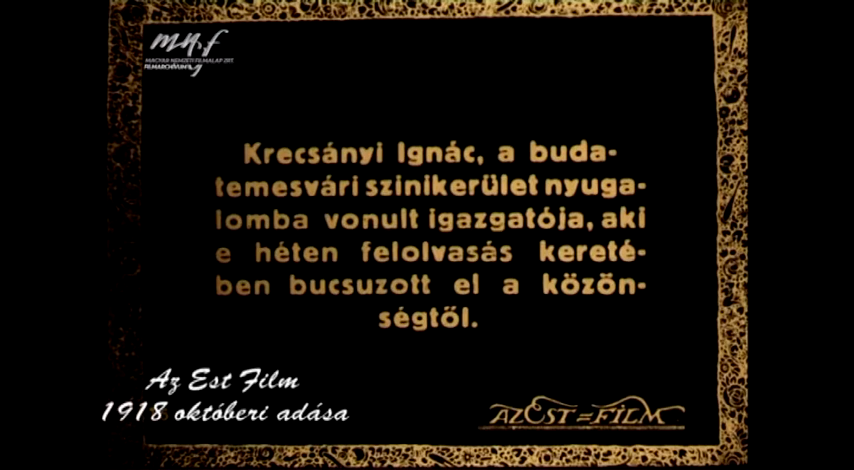 mnf
MAGYAR NEMZETI FILMALAP ZRT.
FILMARCHÍVUM
Krecsányi Ignác, a buda-
temesvári szinikerület nyuga-
lomba vonult igazgatója, aki
e héten felolvasás kereté-
ben bucsuzott el a közön-
ségtől.
Az Est Film
1918 októberi adása
AZ EST=FILM